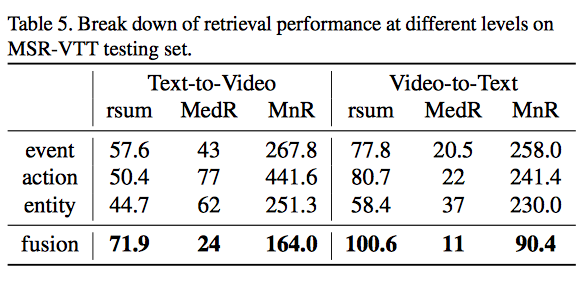 Table 5. Break down of retrieval performance at different levels on
MSR-VTT testing set.
Text-to-Video Video-to-Text
rsum MedR MnR rsum MedR MnR
event 57.6 43 267.8 77.8 20.5 258.0
action 50.4 77 441.6 80.7 22 241.4
entity 44.7 62 251.3 58.4 37 230.0
fusion 71.9 24 164.0 100.6 11 90.4